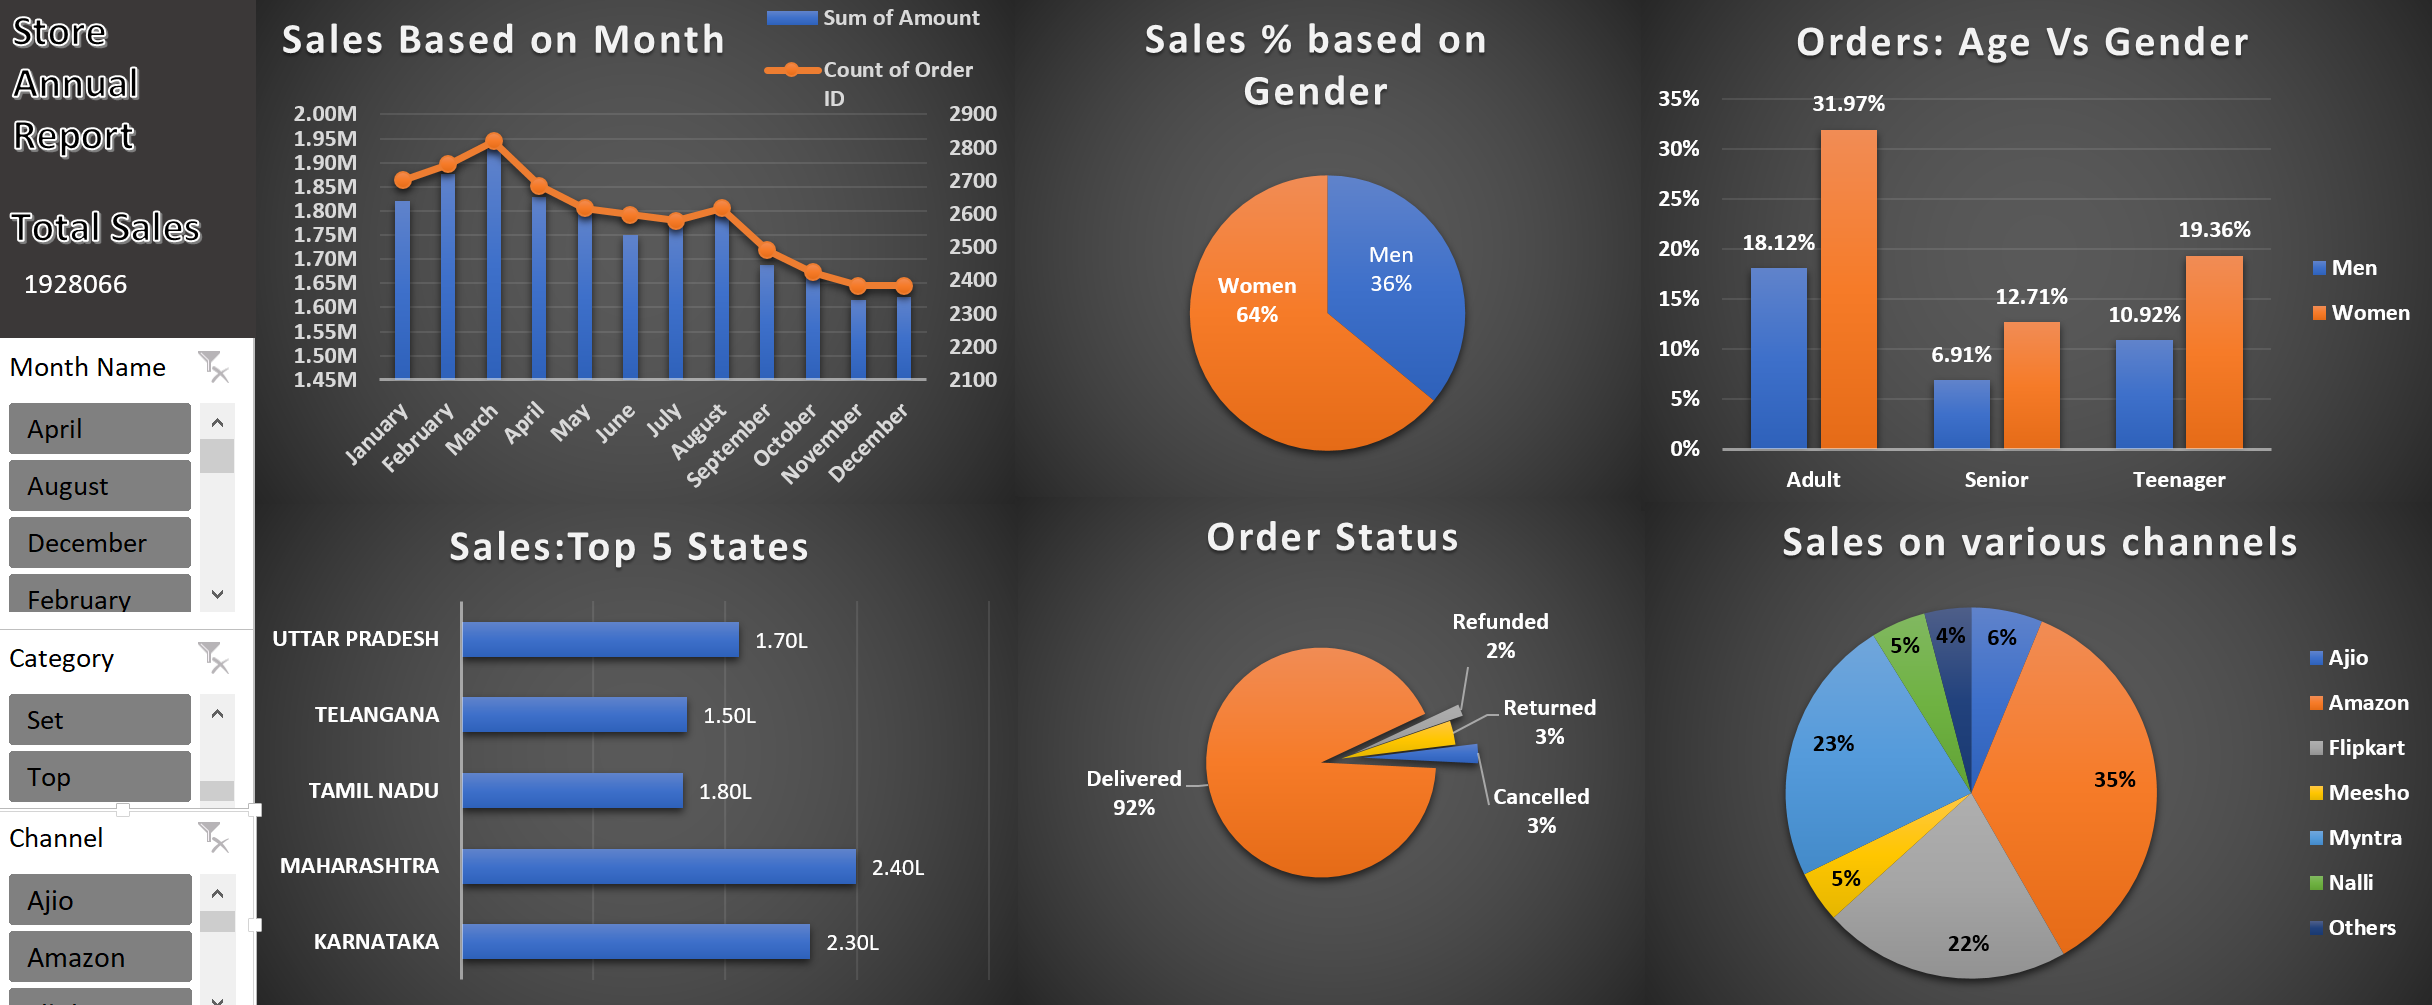 Store
Annual
Report
Total Sales
1928066
Month Name
April
August
December
February
Category
Set
Top
Channel
Ajio
Amazon
Sales Based on Month
Sum of Amount
Count of Order
ID
2.00M
1.95M
1.90M
1.85M
1.80M
1.75M
1.70M
1.65M
1.60M
1.55M
1.50M
1.45M
2900
2800
2700
2600
2500
2400
2300
2200
2100
January
February
March
April
May
June
July
August
September
October
November
December
Sales % based on
Gender
Men
36%
Women
64%
Orders: Age Vs Gender
35%
30%
25%
20%
15%
10%
5%
0%
18.12%
31.97%
6.91%
12.71%
10.92%
19.36%
Adult
Senior
Teenager
Men
Women
Sales:Top 5 States
UTTAR PRADESH
1.70L
TELANGANA
1.50L
TAMIL NADU
1.80L
MAHARASHTRA
2.40L
KARNATAKA
2.30L
Order Status
Refunded
2%
Returned
3%
Cancelled
3%
Delivered
92%
Sales on various channels
4%
6%
5%
35%
23%
5%
22%
Ajio
Amazon
Flipkart
Meesho
Myntra
Nalli
Others